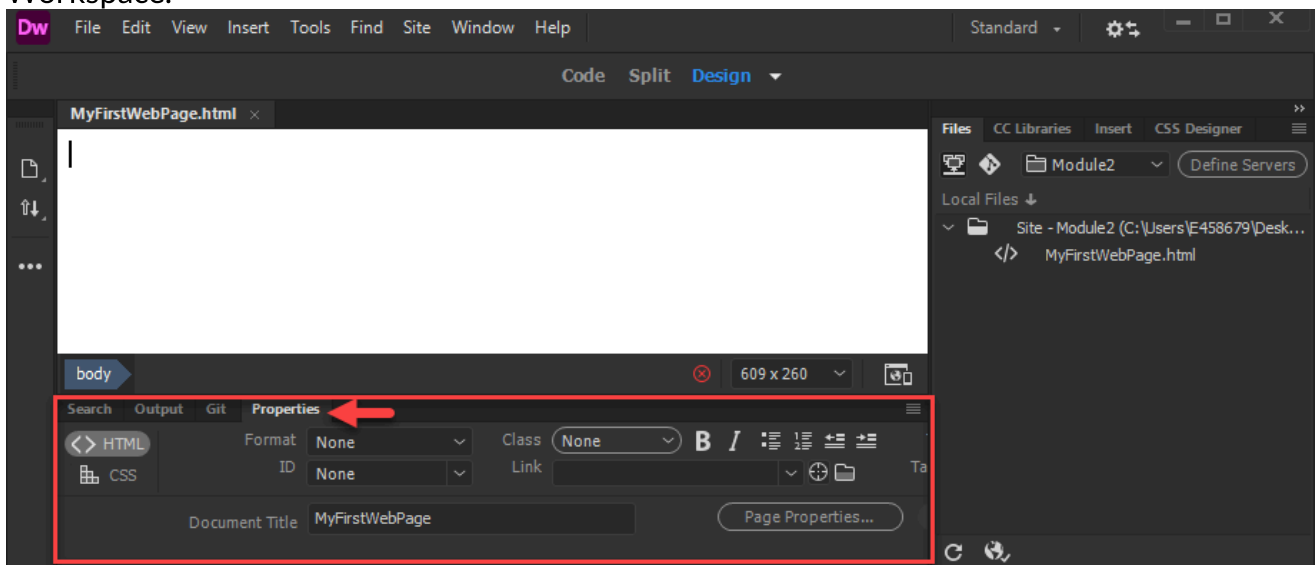 Workspace.
Dw File Edit View Insert Tools Find Site Window Help Standard
Code Split Design
MyFirstWebPage.html
Files CC Libraries Insert CSS Designer
Module2 Define Servers
Local Files
Site - Module2 (C:\Users\E458679\Desk...
</> MyFirstWebPage.html
body 609 x 260
Search Output Git Properties
<> HTML Format None Class None B I
CSS ID None Link Ta
Document Title MyFirstWebPage Page Properties...